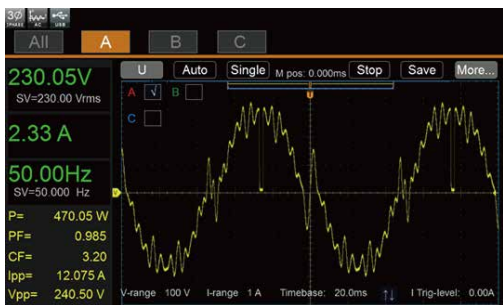 3Ø
3PHASE AC USB
All A B C
230.05V
SV=230.00 Vrms
2.33 A
50.00Hz
SV=50.000 Hz
P= 470.05 W
PF= 0.985
CF= 3.20
Ipp= 12.075 A
Vpp= 240.50 V
U Auto Single M pos: 0.000ms Stop Save More...
A √ B
C
V-range 100 V I-range 1 A Timebase: 20.0ms ↑↓ I Trig-level: 0.00A